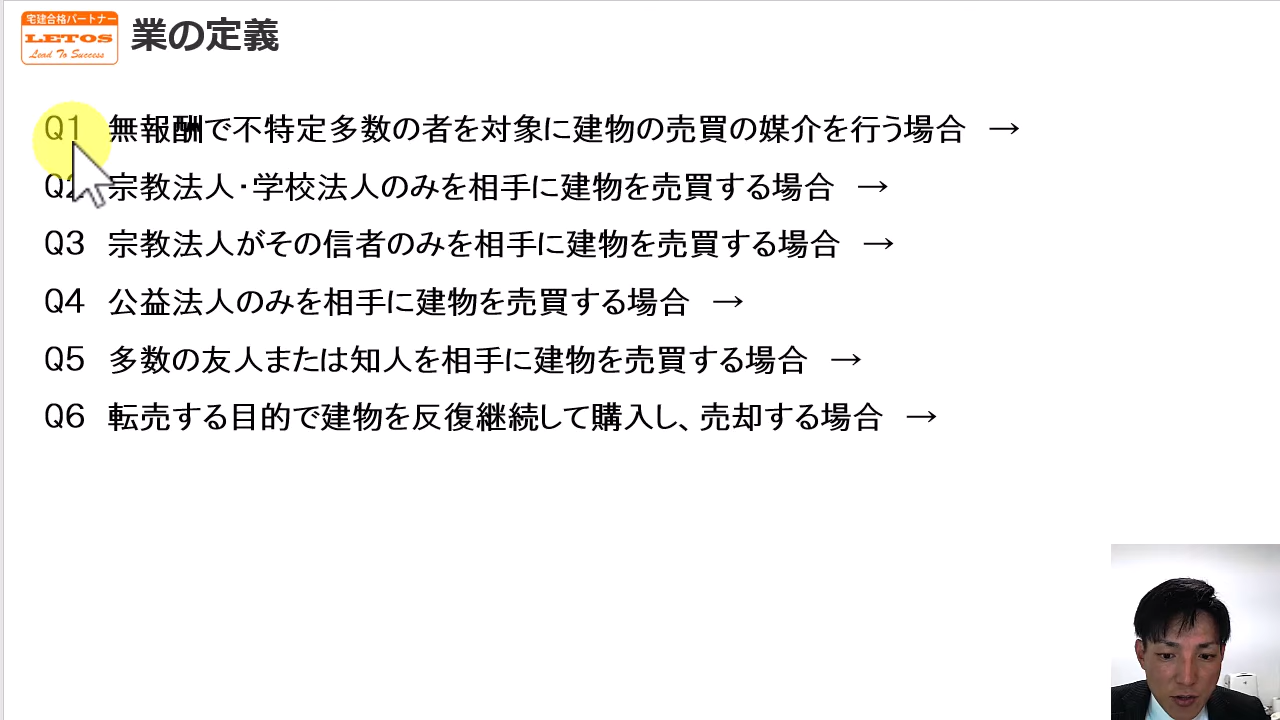 宅建合格パートナー
LETOS
Lead To Success
業の定義
Q1 無報酬で不特定多数の者を対象に建物の売買の媒介を行う場合 →
Q2 宗教法人・学校法人のみを相手に建物を売買する場合 →
Q3 宗教法人がその信者のみを相手に建物を売買する場合 →
Q4 公益法人のみを相手に建物を売買する場合 →
Q5 多数の友人または知人を相手に建物を売買する場合 →
Q6 転売する目的で建物を反復継続して購入し、売却する場合 →